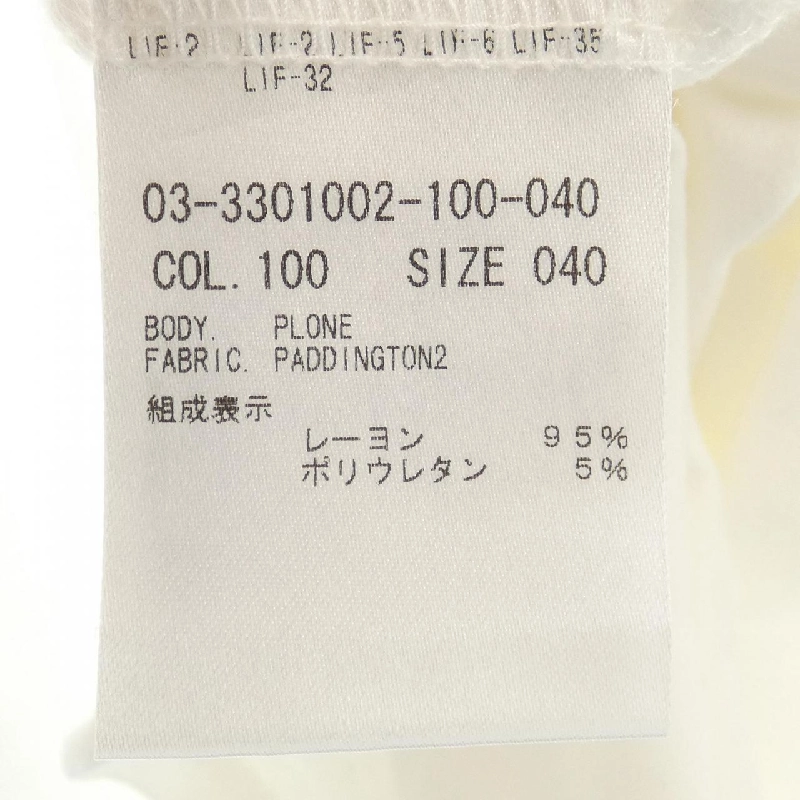 LIF-2 LIF-2 LIF-5 LIF-6 LIF-35
LIF-32
03-3301002-100-040
COL. 100 SIZE 040
BODY. PLONE
FABRIC. PADDINGTON2
組成表示
レーヨン 95%
ポリウレタン 5%